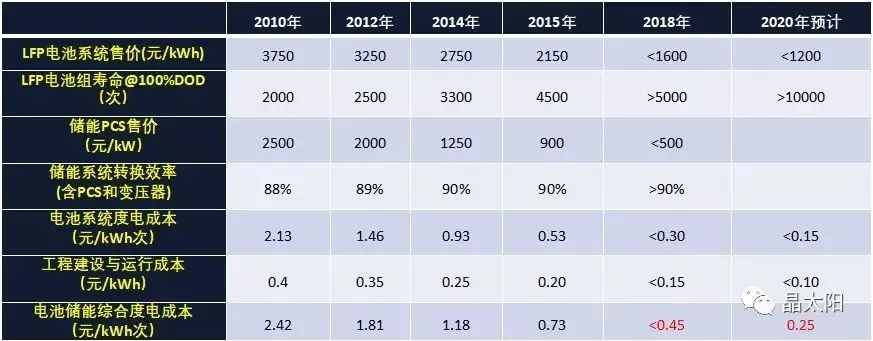 2010年 2012年 2014年 2015年 2018年 2020年预计
LFP电池系统售价(元/kWh) 3750 3250 2750 2150 <1600 <1200
LFP电池组寿命@100%DOD
（次） 2000 2500 3300 4500 >5000 >10000
储能PCS售价
（元/kW） 2500 2000 1250 900 <500
储能系统转换效率
(含PCS和变压器) 88% 89% 90% 90% >90%
电池系统度电成本
（元/kWh次） 2.13 1.46 0.93 0.53 <0.30 <0.15
工程建设与运行成本
（元/kWh） 0.4 0.35 0.25 0.20 <0.15 <0.10
电池储能综合度电成本
（元/kWh次） 2.42 1.81 1.18 0.73 <0.45 0.25
晶太阳